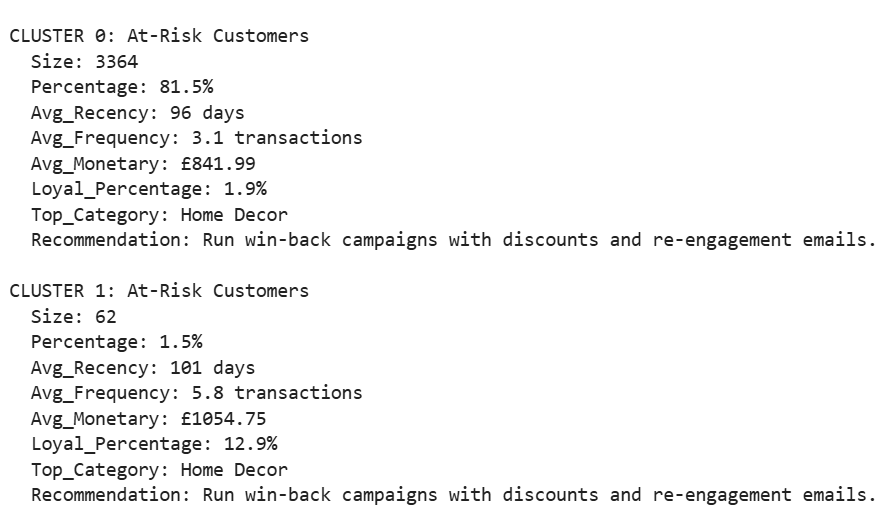 CLUSTER 0: At-Risk Customers
Size: 3364
Percentage: 81.5%
Avg_Recency: 96 days
Avg_Frequency: 3.1 transactions
Avg_Monetary: £841.99
Loyal_Percentage: 1.9%
Top_Category: Home Decor
Recommendation: Run win-back campaigns with discounts and re-engagement emails.
CLUSTER 1: At-Risk Customers
Size: 62
Percentage: 1.5%
Avg_Recency: 101 days
Avg_Frequency: 5.8 transactions
Avg_Monetary: £1054.75
Loyal_Percentage: 12.9%
Top_Category: Home Decor
Recommendation: Run win-back campaigns with discounts and re-engagement emails.